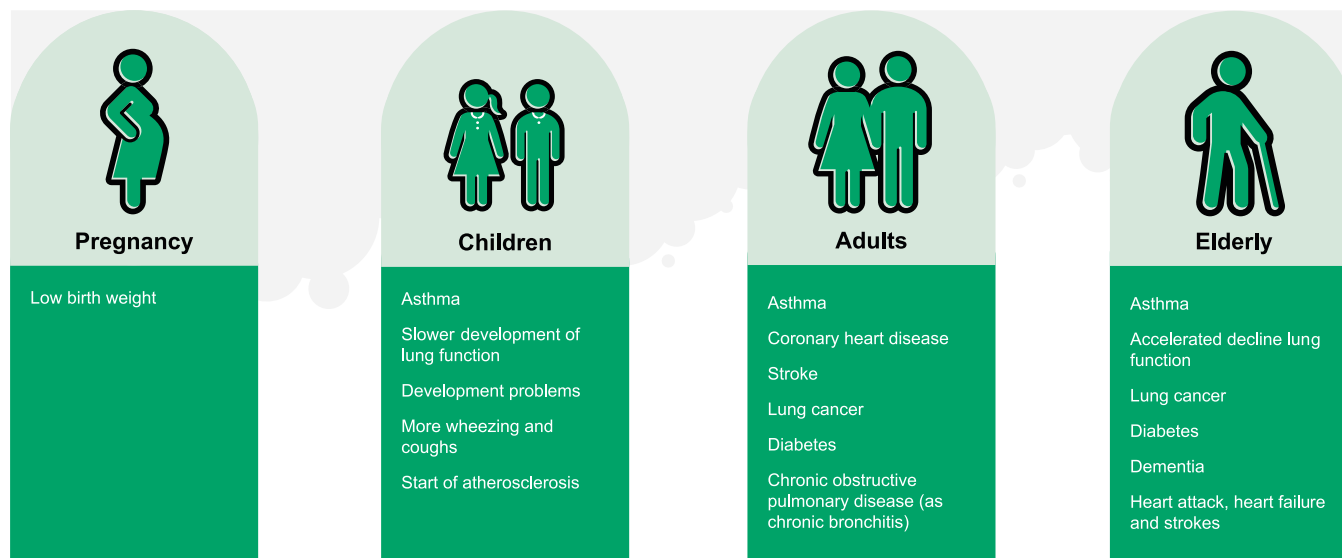 Pregnancy
Low birth weight
Children
Asthma
Slower development of
lung function
Development problems
More wheezing and
coughs
Start of atherosclerosis
Adults
Asthma
Coronary heart disease
Stroke
Lung cancer
Diabetes
Chronic obstructive
pulmonary disease (as
chronic bronchitis)
Elderly
Asthma
Accelerated decline lung
function
Lung cancer
Diabetes
Dementia
Heart attack, heart failure
and strokes